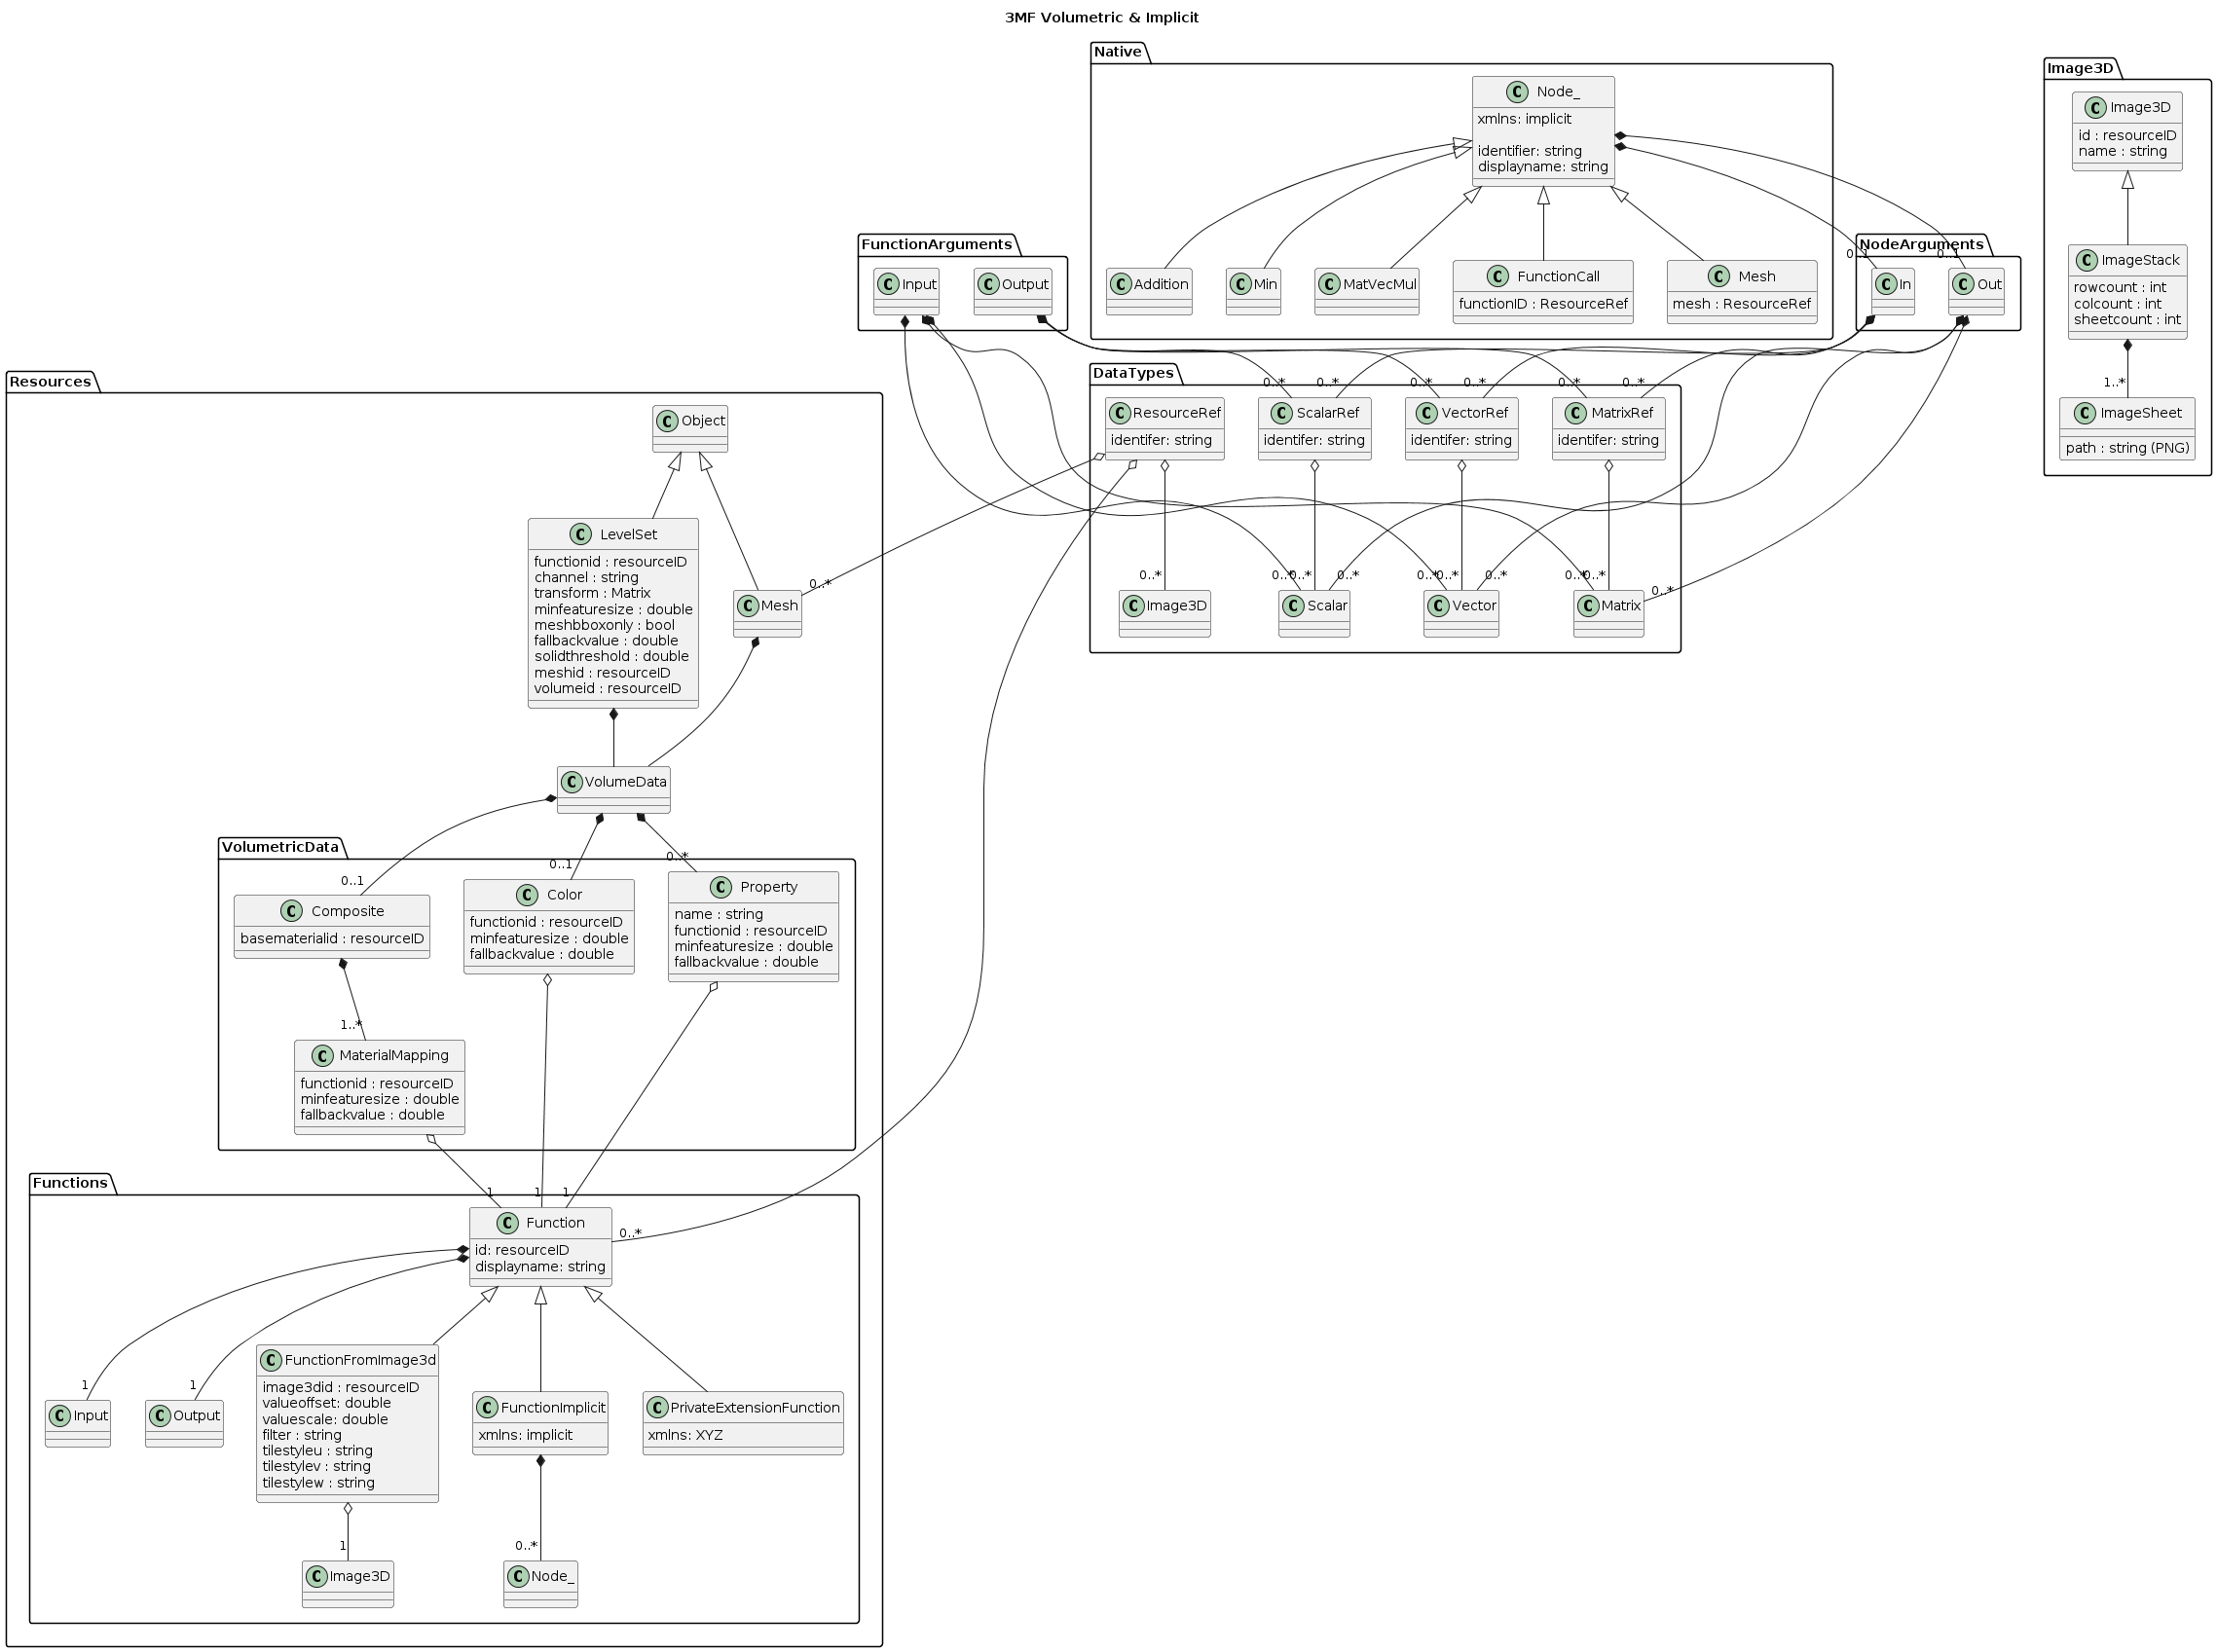 3MF Volumetric & Implicit
Native
C Node_
xmlns: implicit
identifier: string
displayname: string
C Addition
C Min
C MatVecMul
C FunctionCall
functionID : ResourceRef
C Mesh
mesh : ResourceRef
Image3D
C Image3D
id : resourceID
name : string
C ImageStack
rowcount : int
colcount : int
sheetcount : int
1..*
C ImageSheet
path : string (PNG)
FunctionArguments
C Input
C Output
NodeArguments
0..1
0..1
C In
C Out
DataTypes
0..*
0..*
0..*
0..*
0..*
0..*
C ResourceRef
identifer: string
C ScalarRef
identifer: string
C VectorRef
identifer: string
C MatrixRef
identifer: string
0..*
0..*
0..*
0..*
0..*
0..*
0..*
0..*
0..*
0..*
C Image3D
C Scalar
C Vector
C Matrix
Resources
C Object
C LevelSet
functionid : resourceID
channel : string
transform : Matrix
minfeaturesize : double
meshbboxonly : bool
fallbackvalue : double
solidthreshold : double
meshid : resourceID
volumeid : resourceID
0..*
C Mesh
C VolumeData
VolumetricData
0..1
0..1
0..*
C Composite
basematerialid : resourceID
C Color
functionid : resourceID
minfeaturesize : double
fallbackvalue : double
C Property
name : string
functionid : resourceID
minfeaturesize : double
fallbackvalue : double
1..*
C MaterialMapping
functionid : resourceID
minfeaturesize : double
fallbackvalue : double
Functions
1
1
1
0..*
C Function
id: resourceID
displayname: string
1
1
C Input
C Output
C FunctionFromImage3d
image3did : resourceID
valueoffset: double
valuescale: double
filter : string
tilestyleu : string
tilestylev : string
tilestylew : string
C FunctionImplicit
xmlns: implicit
C PrivateExtensionFunction
xmlns: XYZ
1
0..*
C Image3D
C Node_